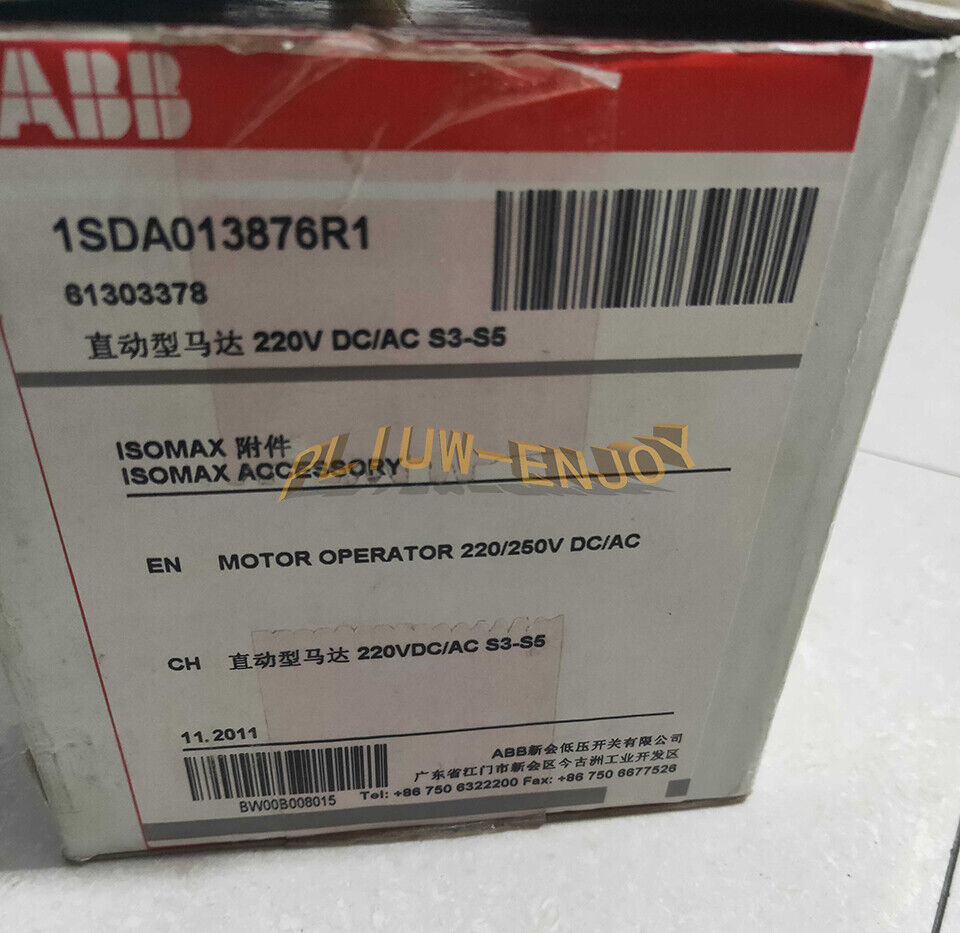 ABB
1SDA013876R1
61303378
直动型马达 220V DC/AC S3-S5
ISOMAX 附件
ISOMAX ACCESSORY
PLIUW-ENJOY
EN MOTOR OPERATOR 220/250V DC/AC
CH 直动型马达 220VDC/AC S3-S5
11.2011
BW00B008015
ABB新会低压开关有限公司
广东省江门市新会区今古洲工业开发区
Tel: +86 750 6322200 Fax: +86 750 6677526